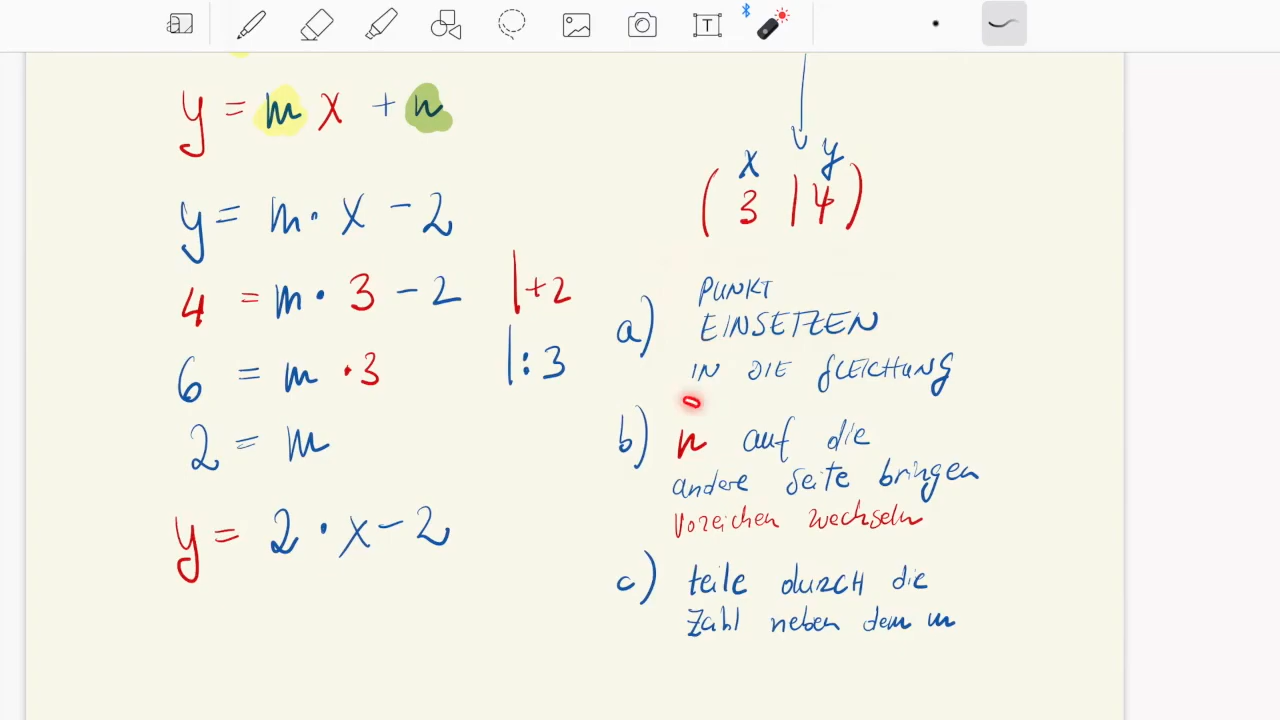 y = m x + n
y = m · x - 2
4 = m · 3 - 2 | +2
6 = m · 3 | : 3
2 = m
y = 2 · x - 2
x y
( 3 | 4 )
a) PUNKT
EINSETZEN
IN DIE GLEICHUNG
b) n auf die
andere Seite bringen
Vorzeichen wechseln
c) teile durch die
Zahl neben dem m